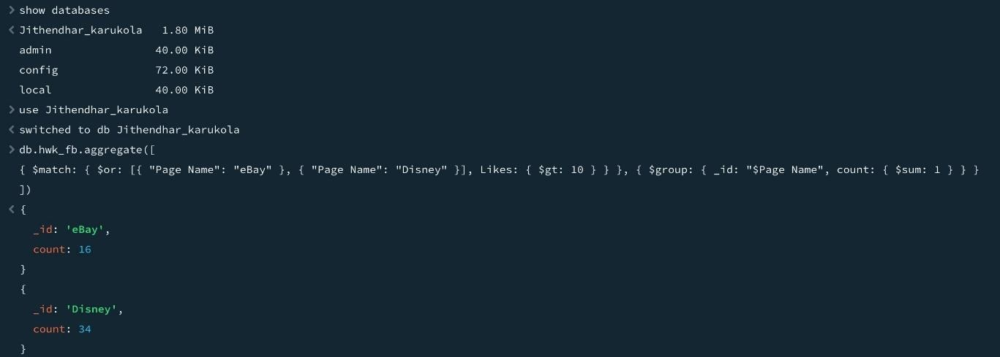 > show databases
< Jithendhar_karukola   1.80 MiB
admin                40.00 KiB
config               72.00 KiB
local                40.00 KiB
> use Jithendhar_karukola
< switched to db Jithendhar_karukola
> db.hwk_fb.aggregate([
{ $match: { $or: [{ "Page Name": "eBay" }, { "Page Name": "Disney" }], Likes: { $gt: 10 } } }, { $group: { _id: "$Page Name", count: { $sum: 1 } } }
])
< {
_id: 'eBay',
count: 16
}
{
_id: 'Disney',
count: 34
}